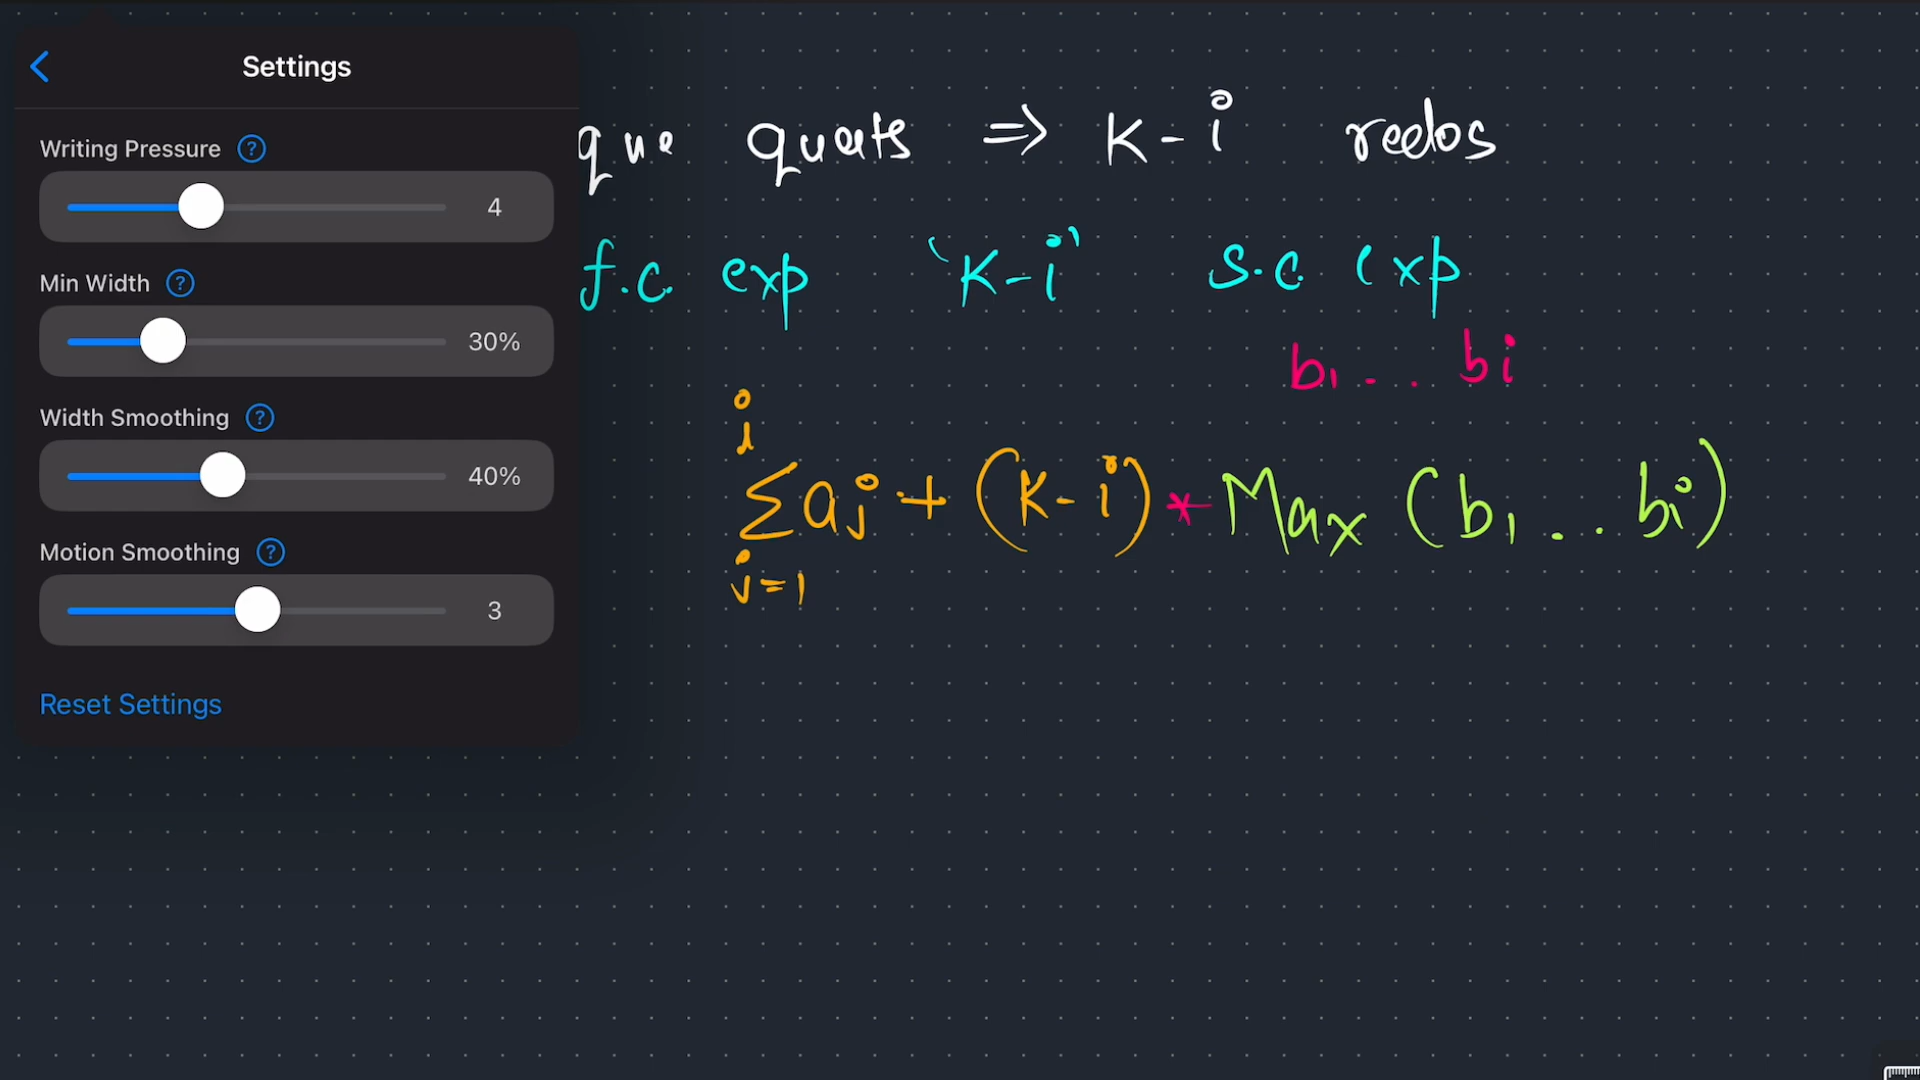 Settings
Writing Pressure ?
4
Min Width ?
30%
Width Smoothing ?
40%
Motion Smoothing ?
3
Reset Settings
que quests => K - i redos
f.c. exp 'K-i' s.c. exp
b1 . . . bi
i
Σ aj + (K - i) * Max (b1 . . . bi)
j = 1